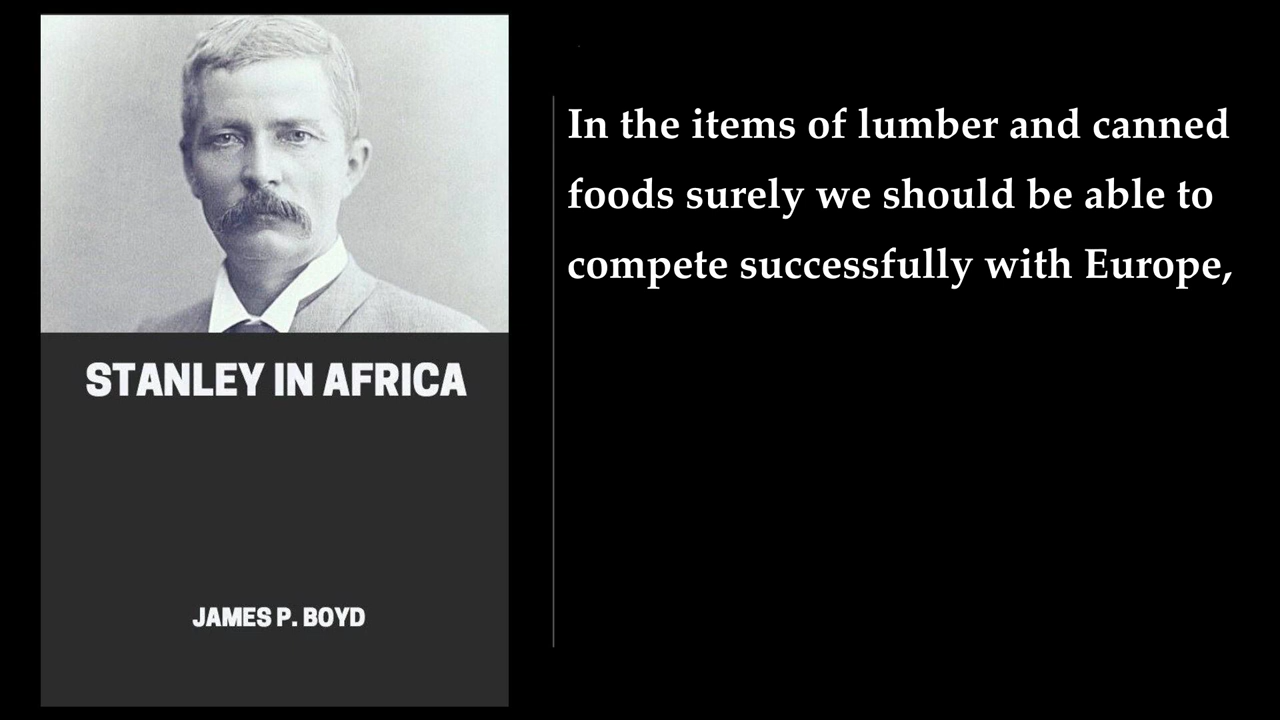 STANLEY IN AFRICA
JAMES P. BOYD
In the items of lumber and canned
foods surely we should be able to
compete successfully with Europe,